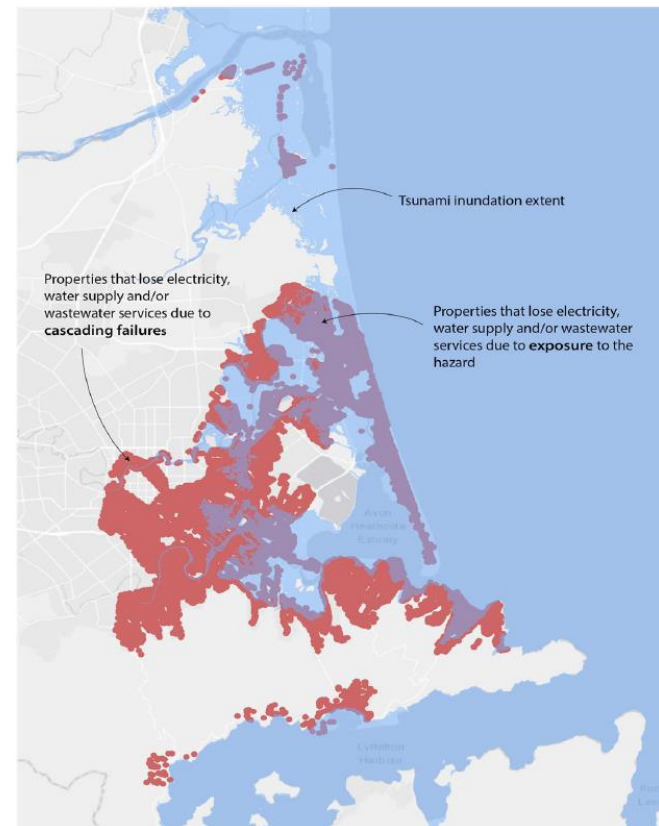 Tsunami inundation extent
Properties that lose electricity,
water supply and/or
wastewater services due to
cascading failures
Properties that lose electricity,
water supply and/or wastewater
services due to exposure to the
hazard
Avon
Heathcote
Estuary
Lyttelton
Harbour